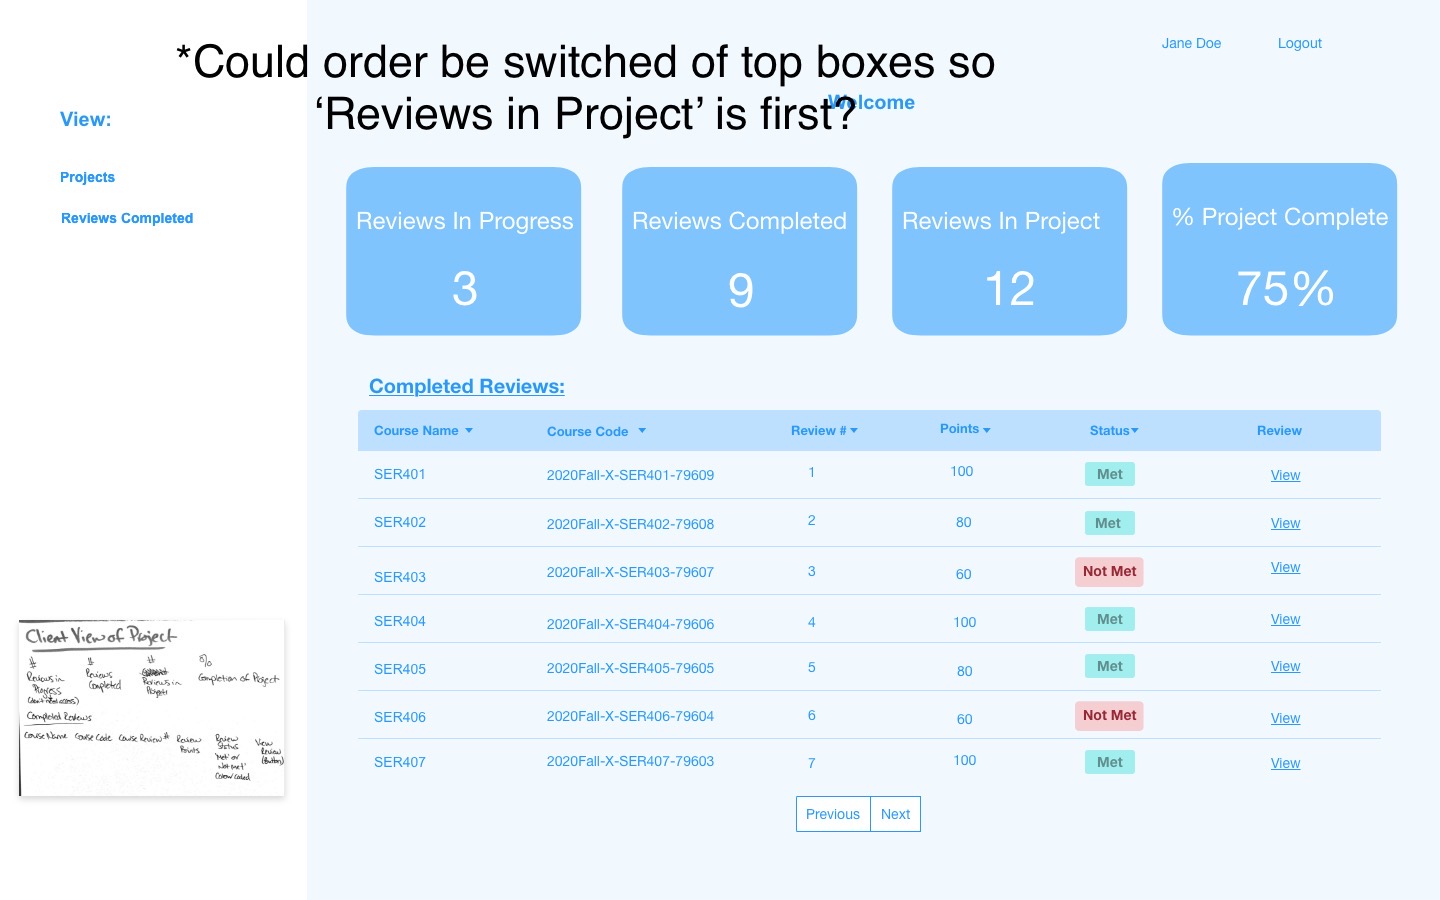 *Could order be switched of top boxes so
‘Reviews in Project’ is first?
Jane Doe Logout
Welcome
View:
Projects
Reviews Completed
Reviews In Progress
3
Reviews Completed
9
Reviews In Project
12
% Project Complete
75%
Completed Reviews:
Course Name Course Code Review # Points Status Review
SER401 2020Fall-X-SER401-79609 1 100 Met View
SER402 2020Fall-X-SER402-79608 2 80 Met View
SER403 2020Fall-X-SER403-79607 3 60 Not Met View
SER404 2020Fall-X-SER404-79606 4 100 Met View
SER405 2020Fall-X-SER405-79605 5 80 Met View
SER406 2020Fall-X-SER406-79604 6 60 Not Met View
SER407 2020Fall-X-SER407-79603 7 100 Met View
Previous Next
Client View of Project
# # # %
Reviews in
Progress
(don't need access)
Reviews
Completed
Reviews in
Project
Completion of Project
Completed Reviews
Course Name Course Code Course Review #
Review
Points
Review
Status
'Met' or
'Not Met'
Color coded
View
Review
(Button)